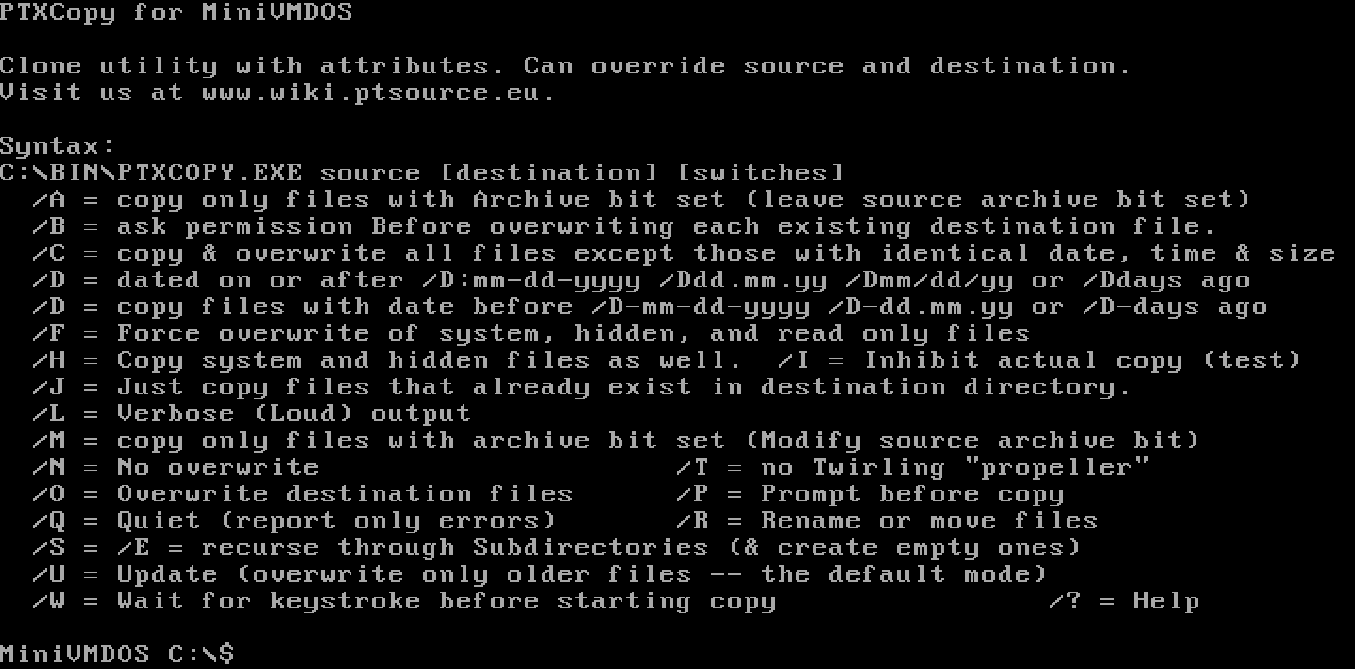 PTXCopy for MiniVMDOS

Clone utility with attributes. Can override source and destination.
Visit us at www.wiki.ptsource.eu.

Syntax:
C:\BIN\PTXCOPY.EXE source [destination] [switches]
  /A = copy only files with Archive bit set (leave source archive bit set)
  /B = ask permission Before overwriting each existing destination file.
  /C = copy & overwrite all files except those with identical date, time & size
  /D = dated on or after /D:mm-dd-yyyy /Ddd.mm.yy /Dmm/dd/yy or /Ddays ago
  /D = copy files with date before /D-mm-dd-yyyy /D-dd.mm.yy or /D-days ago
  /F = Force overwrite of system, hidden, and read only files
  /H = Copy system and hidden files as well.  /I = Inhibit actual copy (test)
  /J = Just copy files that already exist in destination directory.
  /L = Verbose (Loud) output
  /M = copy only files with archive bit set (Modify source archive bit)
  /N = No overwrite                     /T = no Twirling "propeller"
  /O = Overwrite destination files      /P = Prompt before copy
  /Q = Quiet (report only errors)       /R = Rename or move files
  /S = /E = recurse through Subdirectories (& create empty ones)
  /U = Update (overwrite only older files -- the default mode)
  /W = Wait for keystroke before starting copy                /? = Help

MiniVMDOS C:\$